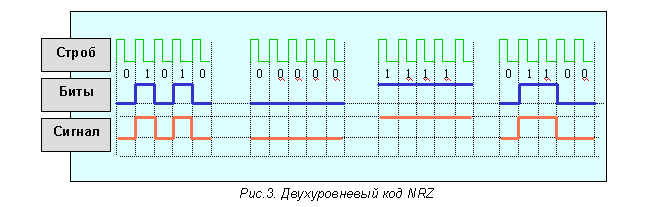 Строб
0 1 0 1 0 0 0 0 0 0 1 1 1 1 0 1 1 0 0
Биты
Сигнал
Рис.3. Двухуровневый код NRZ